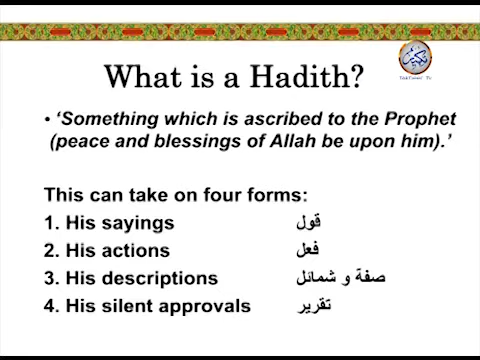 What is a Hadith?
• ‘Something which is ascribed to the Prophet
(peace and blessings of Allah be upon him).’
This can take on four forms:
1. His sayings قول
2. His actions فعل
3. His descriptions صفة و شمائل
4. His silent approvals تقرير